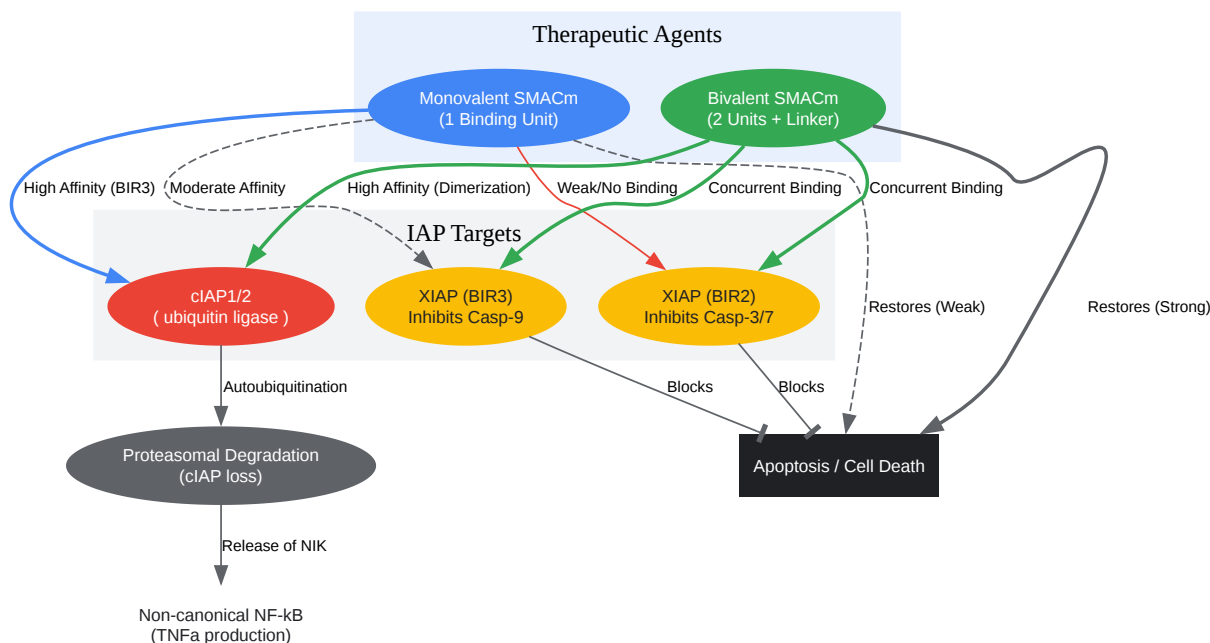 Therapeutic Agents
Monovalent SMACm
(1 Binding Unit)
Bivalent SMACm
(2 Units + Linker)
High Affinity (BIR3)
Moderate Affinity
High Affinity (Dimerization)
Weak/No Binding
Concurrent Binding
Concurrent Binding
IAP Targets
cIAP1/2
( ubiquitin ligase )
XIAP (BIR3)
Inhibits Casp-9
XIAP (BIR2)
Inhibits Casp-3/7
Restores (Weak)
Restores (Strong)
Autoubiquitination
Blocks
Blocks
Proteasomal Degradation
(cIAP loss)
Apoptosis / Cell Death
Release of NIK
Non-canonical NF-kB
(TNFa production)